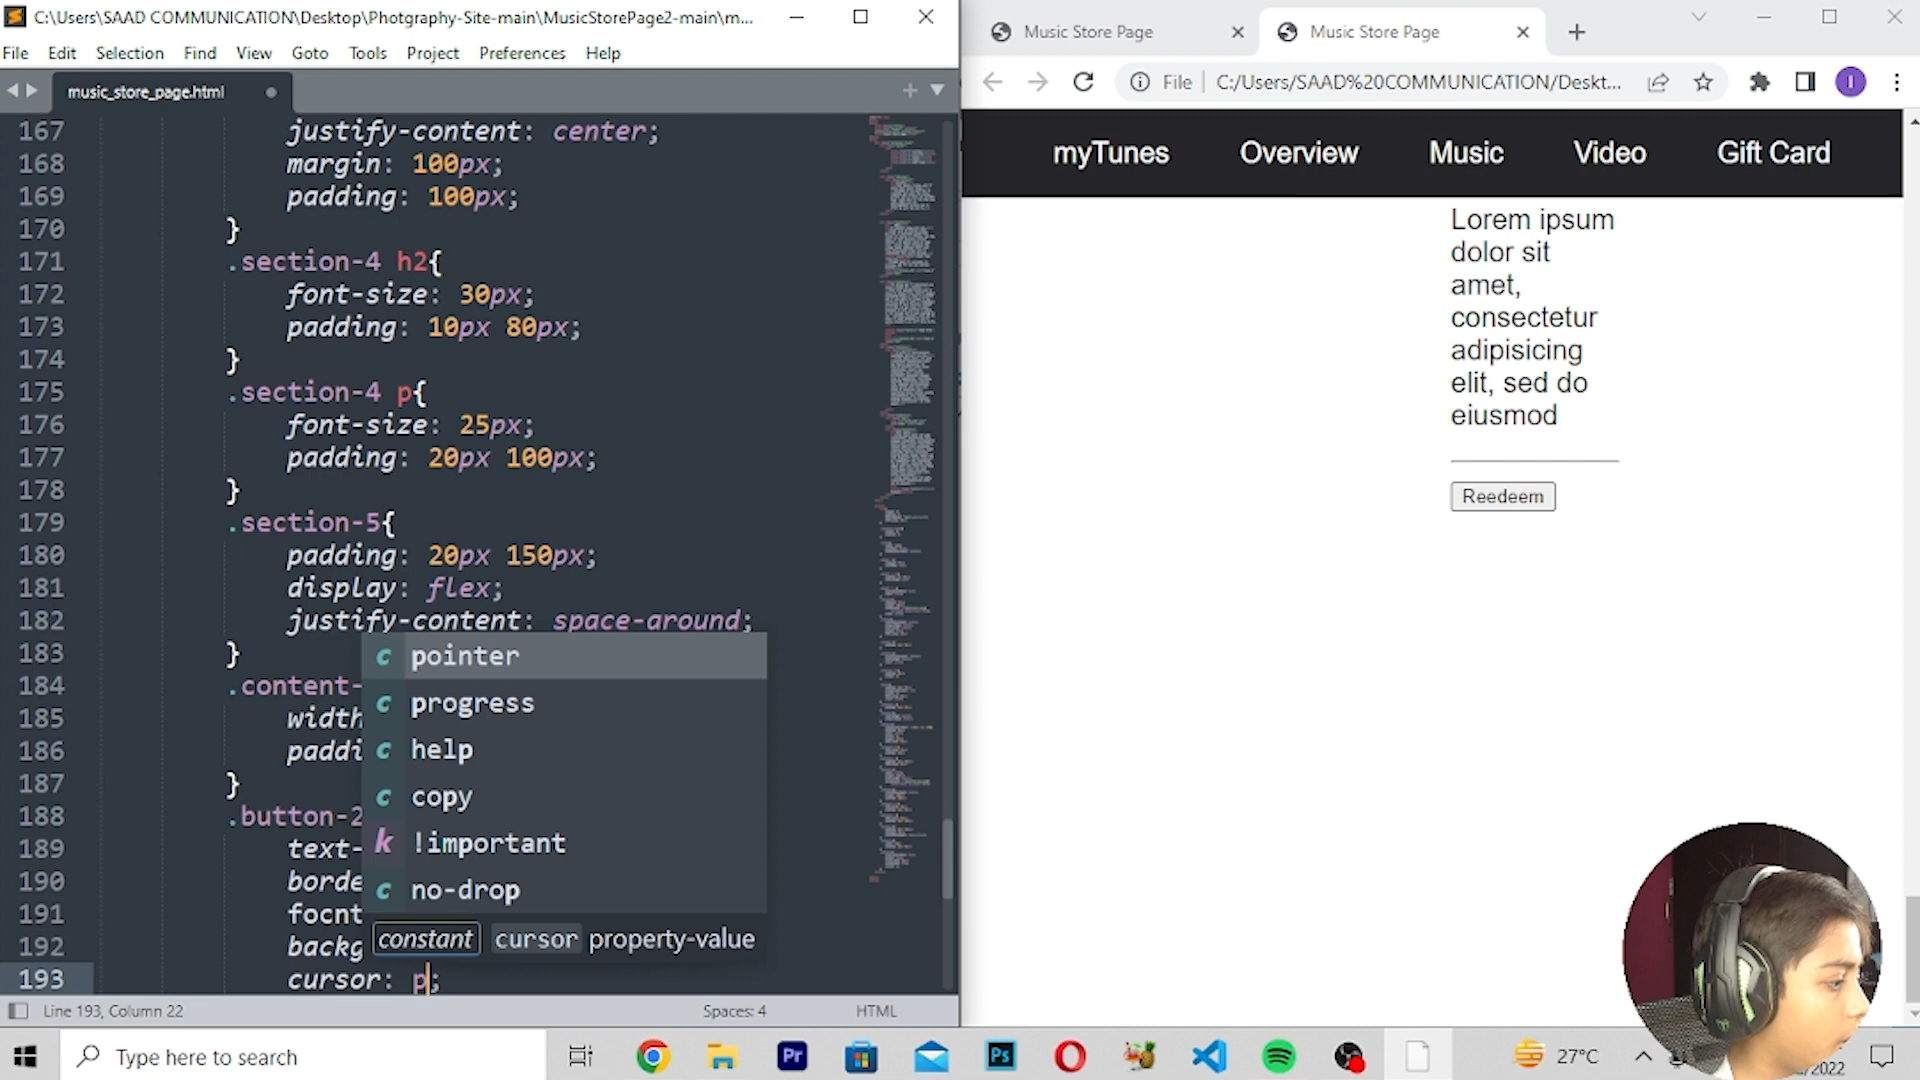 C:\Users\SAAD COMMUNICATION\Desktop\Photgraphy-Site-main\MusicStorePage2-main\m...
File Edit Selection Find View Goto Tools Project Preferences Help
music_store_page.html
167 justify-content: center;
168 margin: 100px;
169 padding: 100px;
170 }
171 .section-4 h2{
172 font-size: 30px;
173 padding: 10px 80px;
174 }
175 .section-4 p{
176 font-size: 25px;
177 padding: 20px 100px;
178 }
179 .section-5{
180 padding: 20px 150px;
181 display: flex;
182 justify-content: space-around;
183 }
184 .content-
185 width
186 paddi
187 }
188 .button-2
189 text-
190 borde
191 focnt
192 backg
193 cursor: p;
pointer
progress
help
copy
!important
no-drop
constant cursor property-value
Line 193, Column 22 Spaces: 4 HTML
Music Store Page Music Store Page
File C:/Users/SAAD%20COMMUNICATION/Deskt... I
myTunes Overview Music Video Gift Card
Lorem ipsum
dolor sit
amet,
consectetur
adipisicing
elit, sed do
eiusmod
Reedeem
Type here to search Pr Ps 27°C
/2022